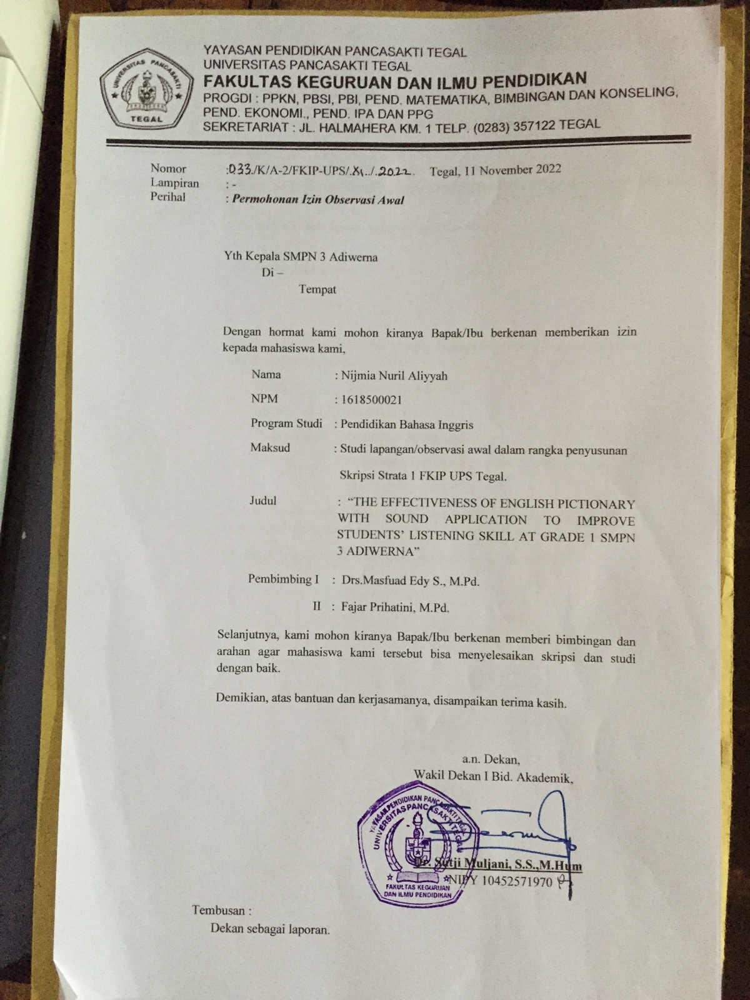 UNIVERSITAS PANCASAKTI
TEGAL
YAYASAN PENDIDIKAN PANCASAKTI TEGAL
UNIVERSITAS PANCASAKTI TEGAL
FAKULTAS KEGURUAN DAN ILMU PENDIDIKAN
PROGDI : PPKN, PBSI, PBI, PEND. MATEMATIKA, BIMBINGAN DAN KONSELING,
PEND. EKONOMI., PEND. IPA DAN PPG
SEKRETARIAT : JL. HALMAHERA KM. 1 TELP. (0283) 357122 TEGAL
Nomor :033./K/A-2/FKIP-UPS/.XI../.2022. Tegal, 11 November 2022
Lampiran : -
Perihal : Permohonan Izin Observasi Awal
Yth Kepala SMPN 3 Adiwerna
Di –
Tempat
Dengan hormat kami mohon kiranya Bapak/Ibu berkenan memberikan izin
kepada mahasiswa kami,
Nama : Nijmia Nuril Aliyyah
NPM : 1618500021
Program Studi : Pendidikan Bahasa Inggris
Maksud : Studi lapangan/observasi awal dalam rangka penyusunan
Skripsi Strata 1 FKIP UPS Tegal.
Judul : “THE EFFECTIVENESS OF ENGLISH PICTIONARY
WITH SOUND APPLICATION TO IMPROVE
STUDENTS’ LISTENING SKILL AT GRADE 1 SMPN
3 ADIWERNA”
Pembimbing I : Drs.Masfuad Edy S., M.Pd.
II : Fajar Prihatini, M.Pd.
Selanjutnya, kami mohon kiranya Bapak/Ibu berkenan memberi bimbingan dan
arahan agar mahasiswa kami tersebut bisa menyelesaikan skripsi dan studi
dengan baik.
Demikian, atas bantuan dan kerjasamanya, disampaikan terima kasih.
a.n. Dekan,
Wakil Dekan I Bid. Akademik,
YAYASAN PENDIDIKAN PANCASAKTI TEGAL
UNIVERSITAS PANCASAKTI TEGAL
FAKULTAS KEGURUAN
DAN ILMU PENDIDIKAN
Dr. Sutji Muljani, S.S.,M.Hum
NIPY 10452571970
Tembusan :
Dekan sebagai laporan.